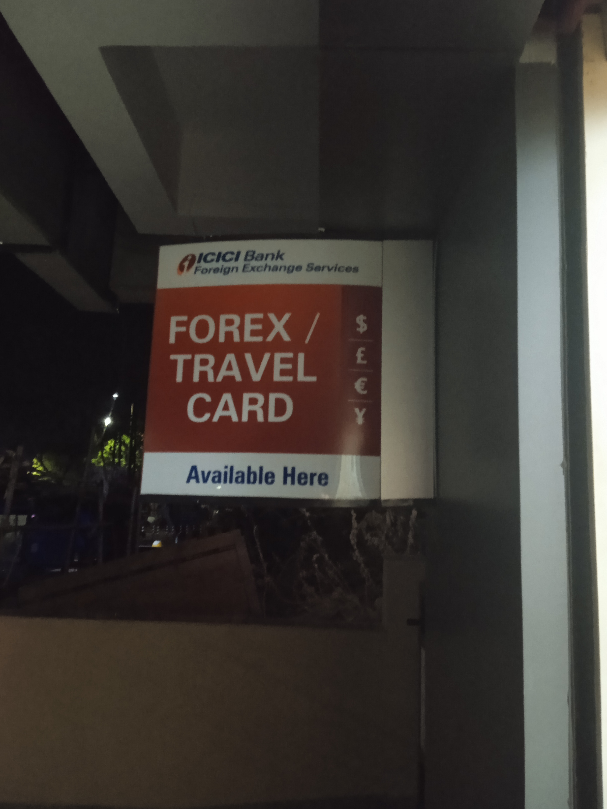 ICICI Bank
Foreign Exchange Services
FOREX /
TRAVEL
CARD
$
£
€
¥
Available Here